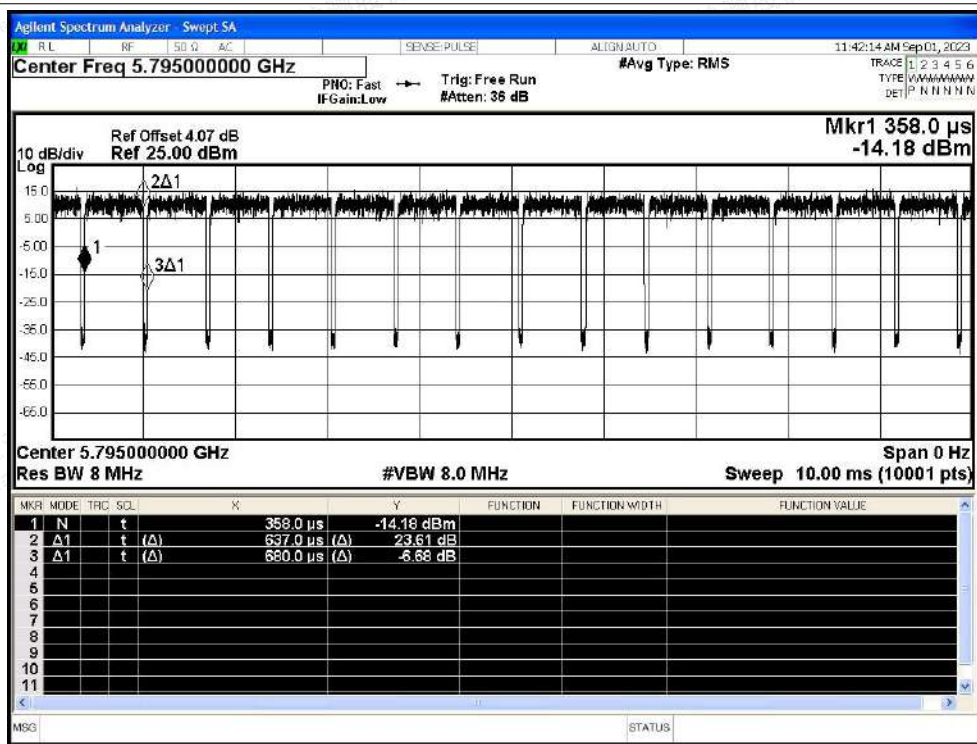 Agilent Spectrum Analyzer - Swept SA
LXI RL RF 50 Ω AC SENSE:PULSE ALIGN AUTO 11:42:14 AM Sep 01, 2023
Center Freq 5.795000000 GHz #Avg Type: RMS TRACE 1 2 3 4 5 6
PNO: Fast Trig: Free Run TYPE
IFGain:Low #Atten: 36 dB DET P N N N N N
Mkr1 358.0 µs
Ref Offset 4.07 dB
10 dB/div Ref 25.00 dBm -14.18 dBm
Log
15.0
2Δ1
5.00
-5.00
1
3Δ1
-15.0
-25.0
-35.0
-45.0
-55.0
-65.0
Center 5.795000000 GHz Span 0 Hz
Res BW 8 MHz #VBW 8.0 MHz Sweep 10.00 ms (10001 pts)
MKR MODE TRC SCL X Y FUNCTION FUNCTION WIDTH FUNCTION VALUE
1 N t 358.0 µs -14.18 dBm
2 Δ1 t (Δ) 637.0 µs (Δ) 23.61 dB
3 Δ1 t (Δ) 680.0 µs (Δ) -6.68 dB
4
5
6
7
8
9
10
11
MSG STATUS